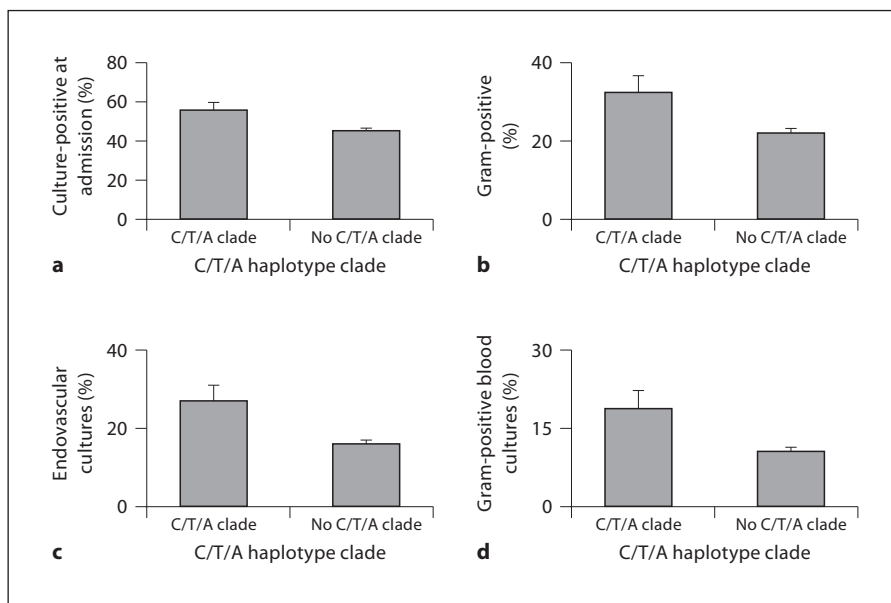 Culture-positive at
admission (%)
80
60
40
20
0
C/T/A clade
No C/T/A clade
a
C/T/A haplotype clade
Gram-positive
(%)
40
20
0
C/T/A clade
No C/T/A clade
b
C/T/A haplotype clade
Endovascular
cultures (%)
40
20
0
C/T/A clade
No C/T/A clade
c
C/T/A haplotype clade
Gram-positive blood
cultures (%)
30
15
0
C/T/A clade
No C/T/A clade
d
C/T/A haplotype clade